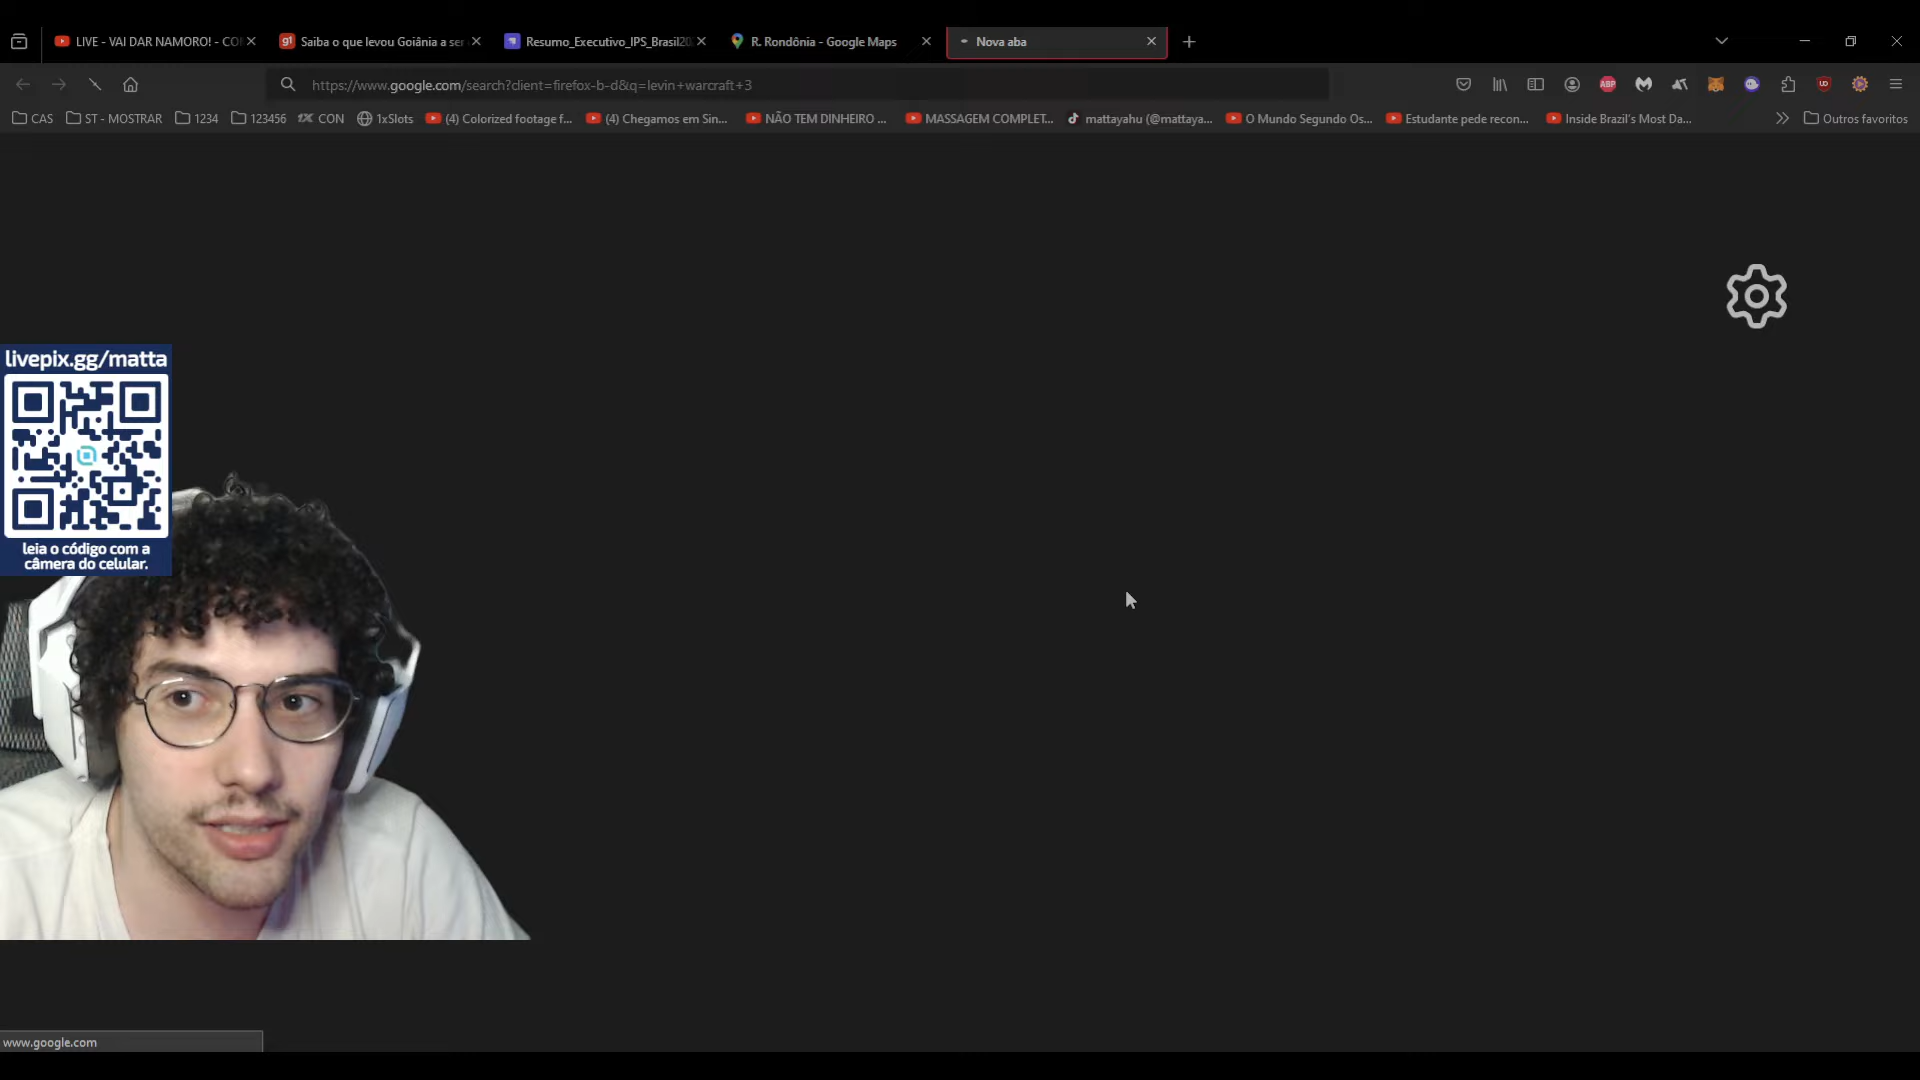 LIVE - VAI DAR NAMORO! - CO
Saiba o que levou Goiânia a ser
Resumo_Executivo_IPS_Brasil20
R. Rondônia - Google Maps
Nova aba
https://www.google.com/search?client=firefox-b-d&q=levin+warcraft+3
ABP
UD
CAS
ST - MOSTRAR
1234
123456
1X CON
1xSlots
(4) Colorized footage f...
(4) Chegamos em Sin...
NÃO TEM DINHEIRO ...
MASSAGEM COMPLET...
mattayahu (@mattaya...
O Mundo Segundo Os...
Estudante pede recon...
Inside Brazil's Most Da...
Outros favoritos
livepix.gg/matta
leia o código com a
câmera do celular.
www.google.com